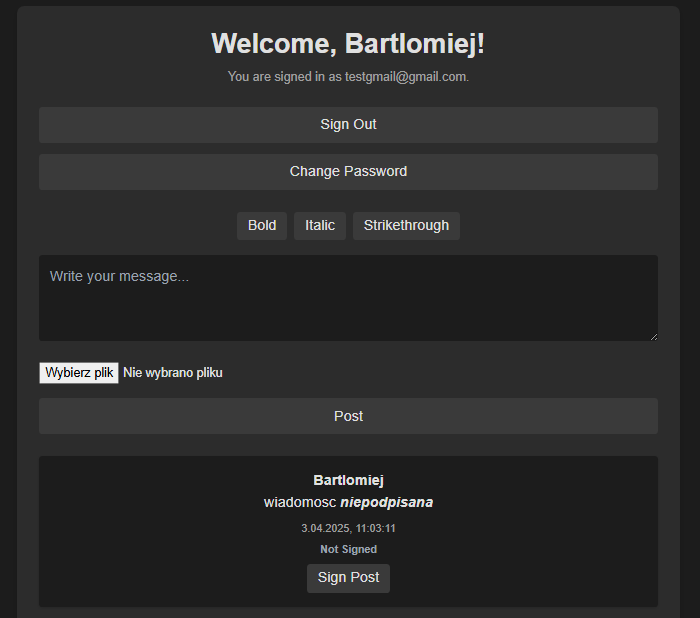 Welcome, Bartlomiej!
You are signed in as testgmail@gmail.com.
Sign Out
Change Password
Bold Italic Strikethrough
Write your message...
Wybierz plik Nie wybrano pliku
Post
Bartlomiej
wiadomosc niepodpisana
3.04.2025, 11:03:11
Not Signed
Sign Post